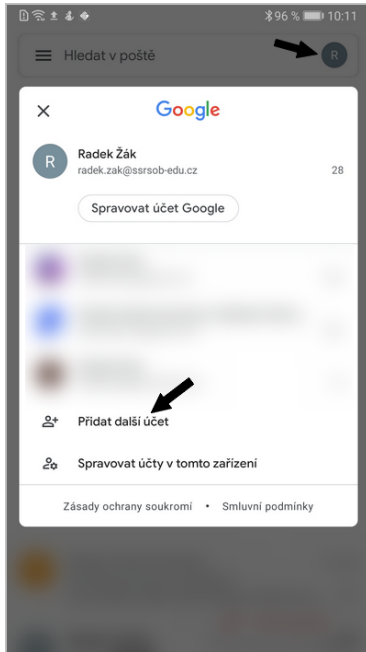 96 % 10:11
Hledat v poště
R
Google
R
Radek Žák
radek.zak@ssrsob-edu.cz
28
Spravovat účet Google
Přidat další účet
Spravovat účty v tomto zařízení
Zásady ochrany soukromí • Smluvní podmínky